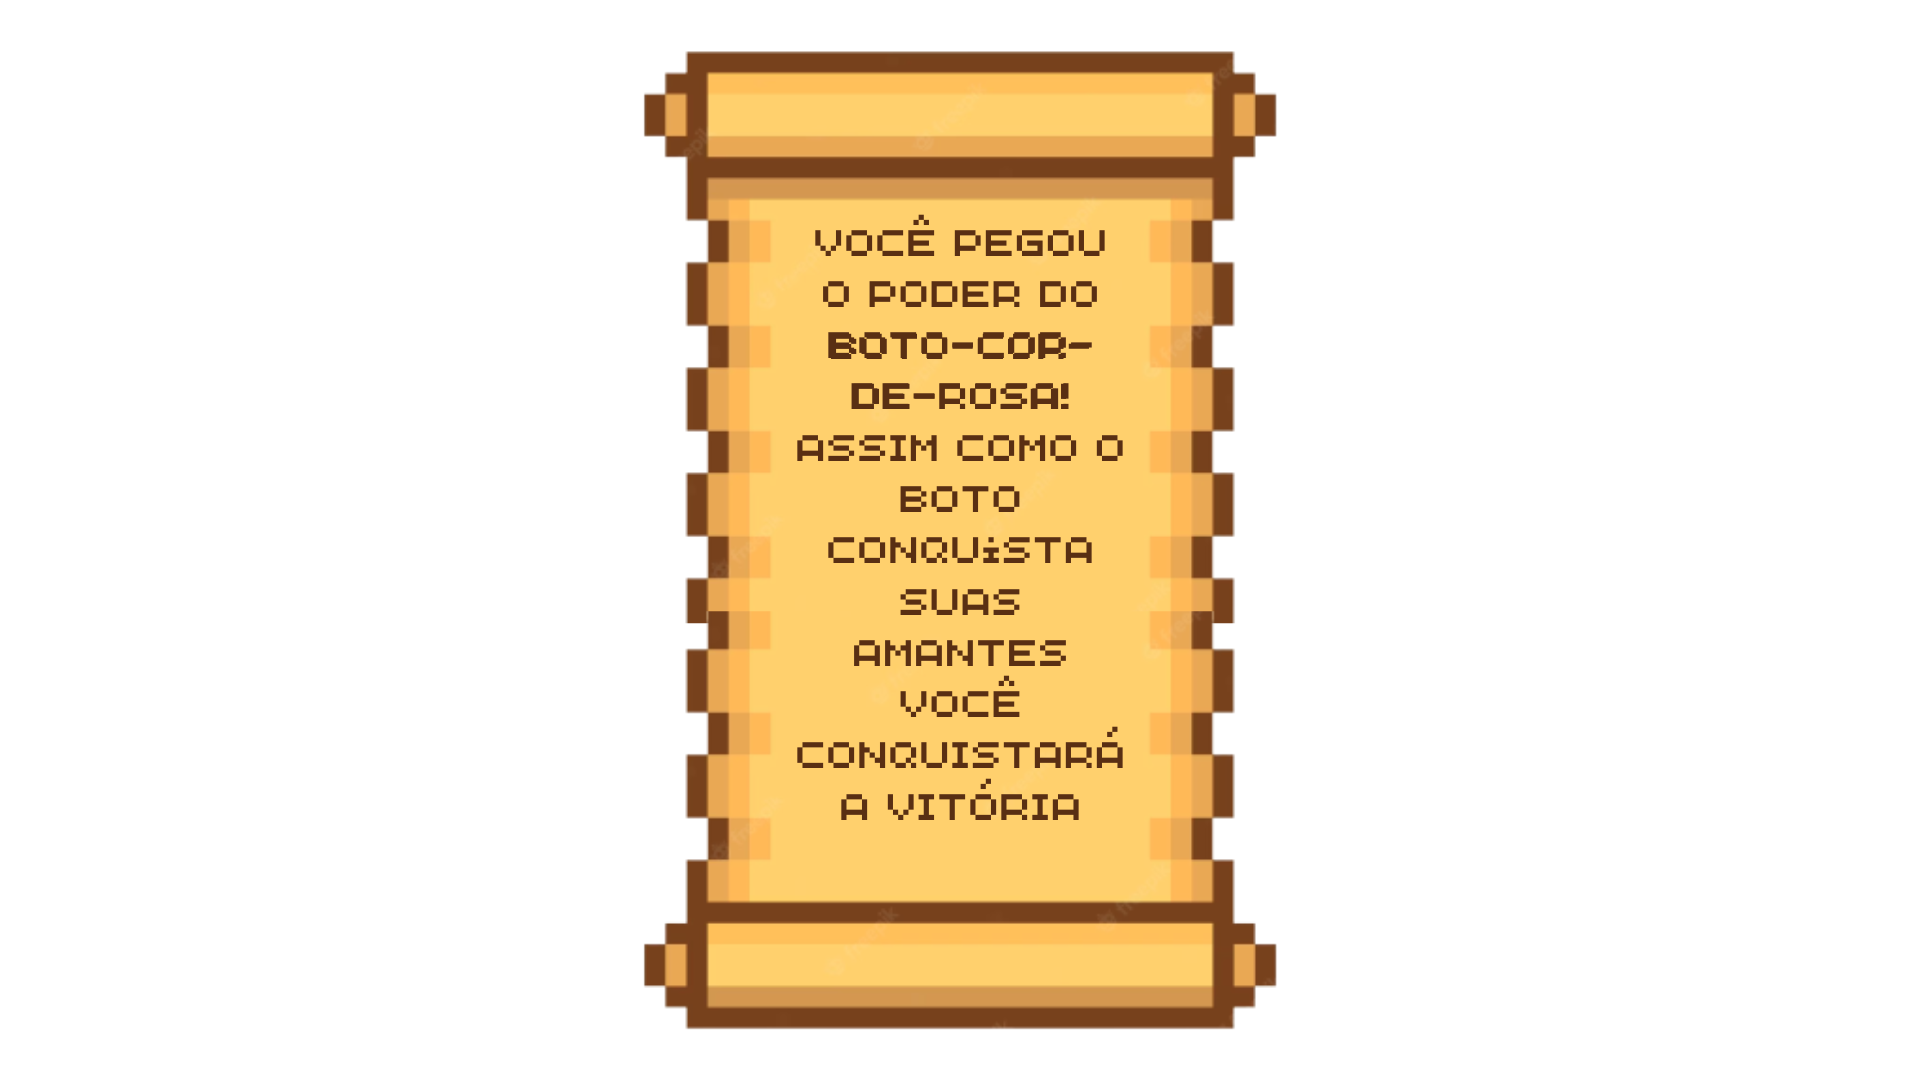 VOCÊ PEGOU
O PODER DO
BOTO-COR-
DE-ROSA!
ASSIM COMO O
BOTO
CONQUiSTA
SUAS
AMANTES
VOCÊ
CONQUISTARÁ
A VITÓRIA